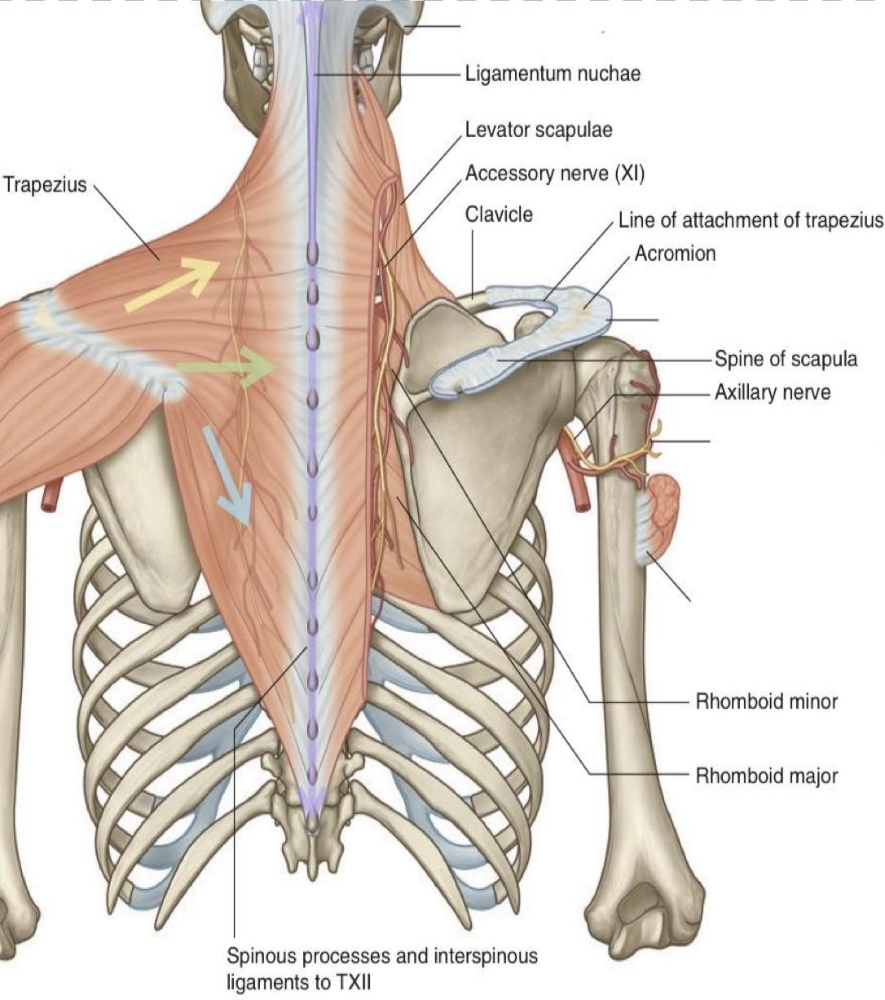 Ligamentum nuchae
Levator scapulae
Trapezius
Accessory nerve (XI)
Clavicle
Line of attachment of trapezius
Acromion
Spine of scapula
Axillary nerve
Rhomboid minor
Rhomboid major
Spinous processes and interspinous
ligaments to TXII